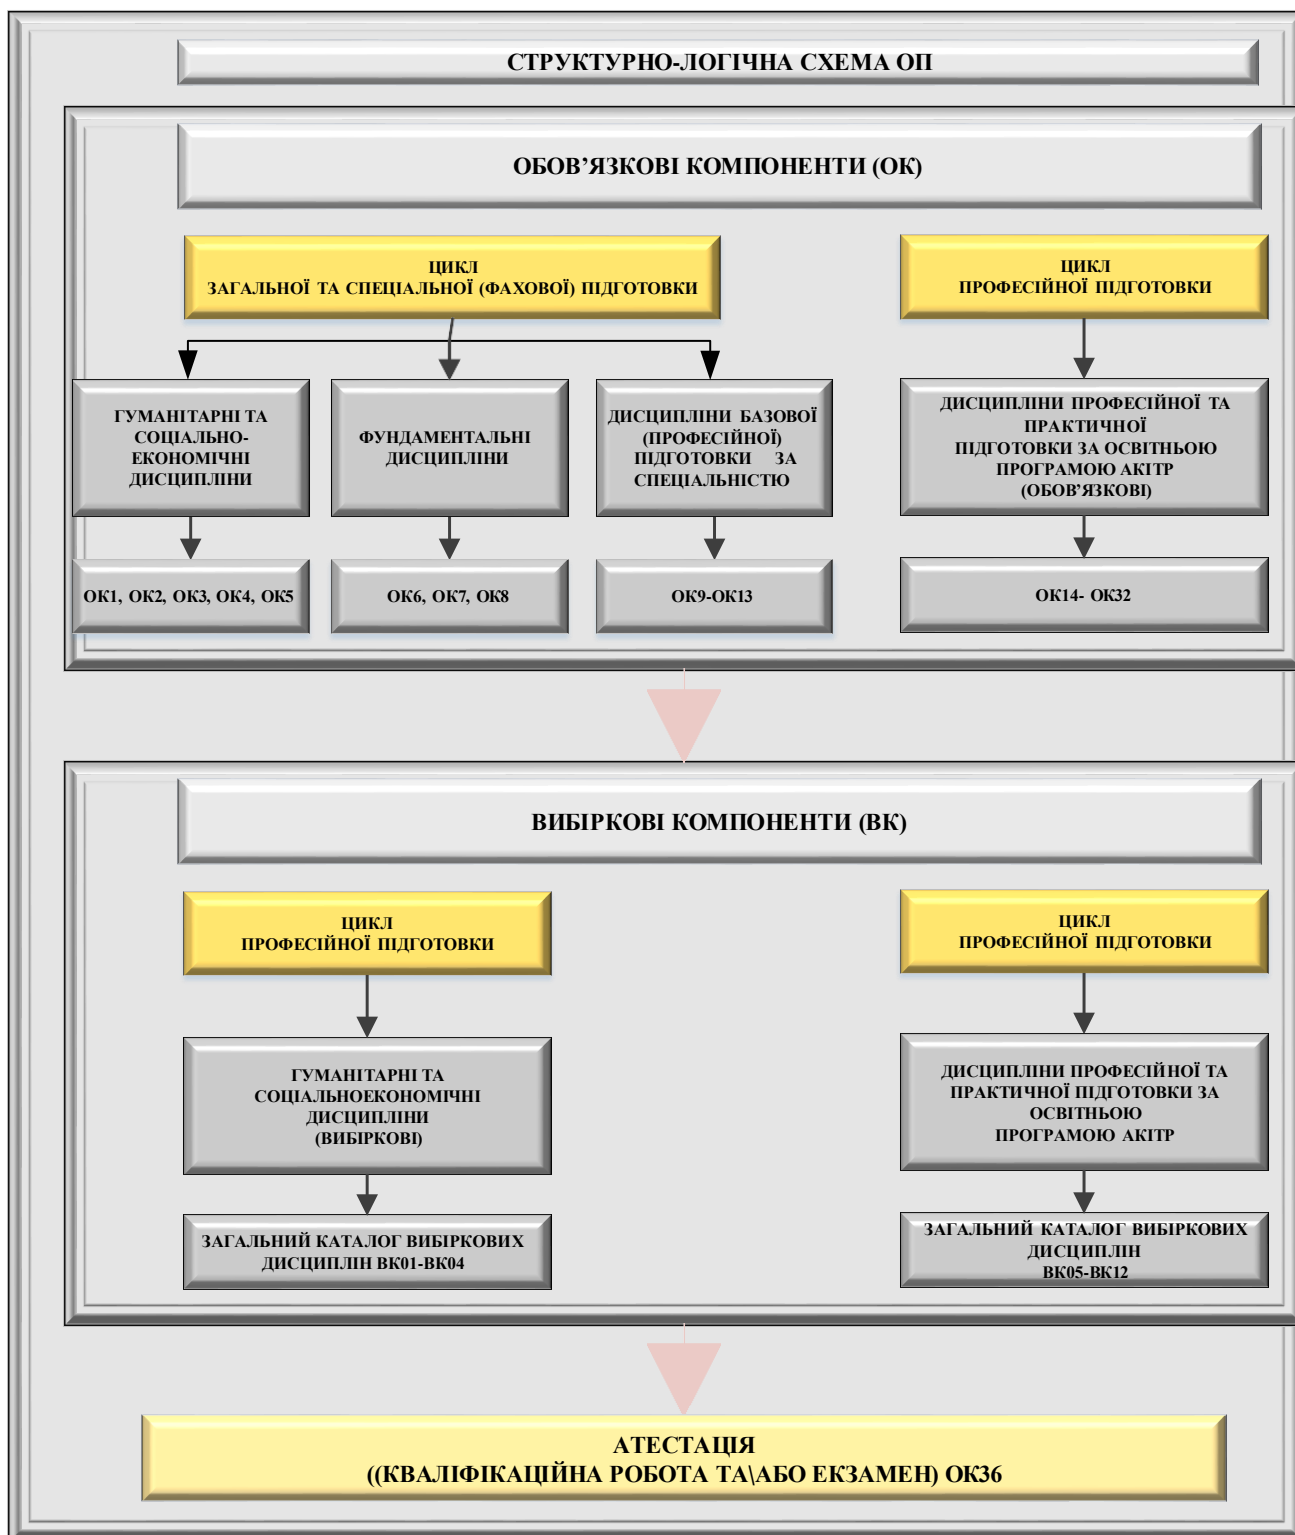 СТРУКТУРНО-ЛОГІЧНА СХЕМА ОП
ОБОВ’ЯЗКОВІ КОМПОНЕНТИ (ОК)
ЦИКЛ
ЗАГАЛЬНОЇ ТА СПЕЦІАЛЬНОЇ (ФАХОВОЇ) ПІДГОТОВКИ
ЦИКЛ
ПРОФЕСІЙНОЇ ПІДГОТОВКИ
ГУМАНІТАРНІ ТА
СОЦІАЛЬНО-
ЕКОНОМІЧНІ
ДИСЦИПЛІНИ
ФУНДАМЕНТАЛЬНІ
ДИСЦИПЛІНИ
ДИСЦИПЛІНИ БАЗОВОЇ
(ПРОФЕСІЙНОЇ)
ПІДГОТОВКИ ЗА
СПЕЦІАЛЬНІСТЮ
ДИСЦИПЛІНИ ПРОФЕСІЙНОЇ ТА
ПРАКТИЧНОЇ
ПІДГОТОВКИ ЗА ОСВІТНЬОЮ
ПРОГРАМОЮ АКІТР
(ОБОВ’ЯЗКОВІ)
ОК1, ОК2, ОК3, ОК4, ОК5
ОК6, ОК7, ОК8
ОК9-ОК13
ОК14- ОК32
ВИБІРКОВІ КОМПОНЕНТИ (ВК)
ЦИКЛ
ПРОФЕСІЙНОЇ ПІДГОТОВКИ
ЦИКЛ
ПРОФЕСІЙНОЇ ПІДГОТОВКИ
ГУМАНІТАРНІ ТА
СОЦІАЛЬНОЕКОНОМІЧНІ
ДИСЦИПЛІНИ
(ВИБІРКОВІ)
ДИСЦИПЛІНИ ПРОФЕСІЙНОЇ ТА
ПРАКТИЧНОЇ ПІДГОТОВКИ ЗА
ОСВІТНЬОЮ
ПРОГРАМОЮ АКІТР
ЗАГАЛЬНИЙ КАТАЛОГ ВИБІРКОВИХ
ДИСЦИПЛІН ВК01-ВК04
ЗАГАЛЬНИЙ КАТАЛОГ ВИБІРКОВИХ
ДИСЦИПЛІН
ВК05-ВК12
АТЕСТАЦІЯ
((КВАЛІФІКАЦІЙНА РОБОТА ТА\АБО ЕКЗАМЕН) ОК36